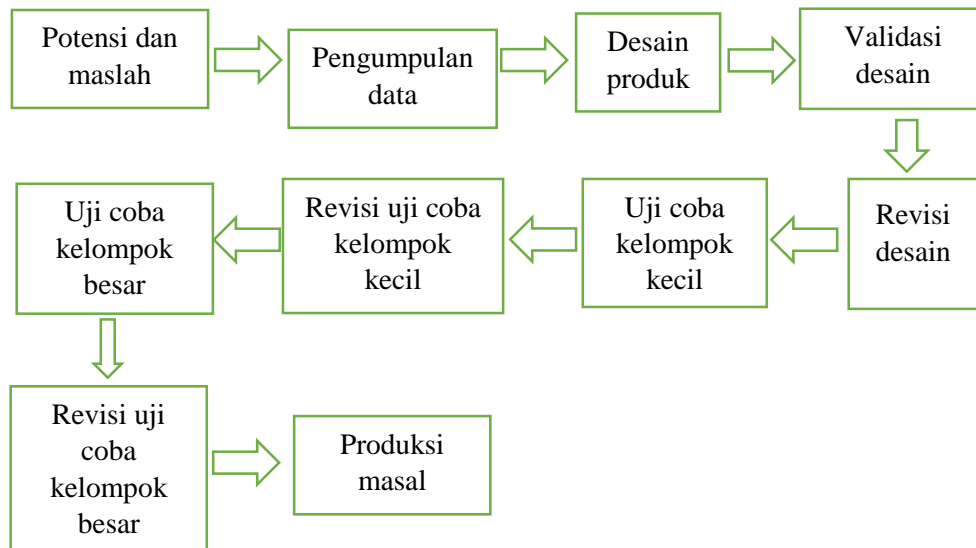 Potensi dan
maslah
Pengumpulan
data
Desain
produk
Validasi
desain
Revisi
desain
Uji coba
kelompok
kecil
Revisi uji coba
kelompok
kecil
Uji coba
kelompok
besar
Revisi uji
coba
kelompok
besar
Produksi
masal